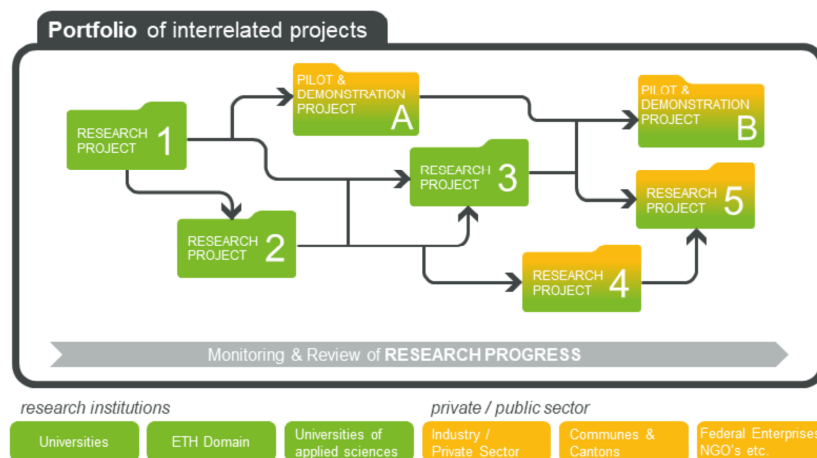 Portfolio of interrelated projects
PILOT &
DEMONSTRATION
PROJECT A
PILOT &
DEMONSTRATION
PROJECT B
RESEARCH
PROJECT 1
RESEARCH
PROJECT 3
RESEARCH
PROJECT 5
RESEARCH
PROJECT 2
RESEARCH
PROJECT 4
Monitoring & Review of RESEARCH PROGRESS
research institutions
private / public sector
Universities
ETH Domain
Universities of
applied sciences
Industry /
Private Sector
Communes &
Cantons
Federal Enterprises
NGO's etc.